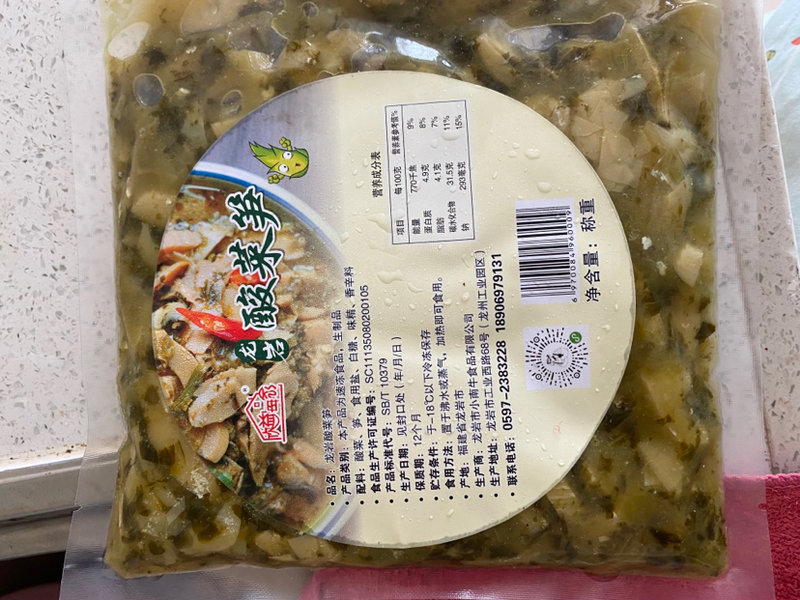 龙岩
酸菜笋
• 品名：龙岩酸菜笋
• 产品类别：本产品为速冻食品，生制品
• 配料：酸菜、笋、食用盐、白糖、味精、香辛料
• 食品生产许可证编号：SC11135080200105
• 产品标准代号：SB/T 10379
• 生产日期：见封口处（年/月/日）
• 保质期：12个月
• 贮存条件：于-18℃以下冷冻保存
• 食用方法：置于沸水或蒸气，加热即可食用。
• 产地：福建省龙岩市
• 生产商：龙岩市小南牛食品有限公司
• 生产地址：龙岩市工业西路68号（龙州工业园区）
• 联系电话：0597-2383228 18906979131
营养成分表
项目 每100克 营养素参考值%
能量 770千焦 9%
蛋白质 4.9克 8%
脂肪 4.1克 7%
碳水化合物 31.5克 11%
钠 293毫克 15%
6970084960009
净含量：称重